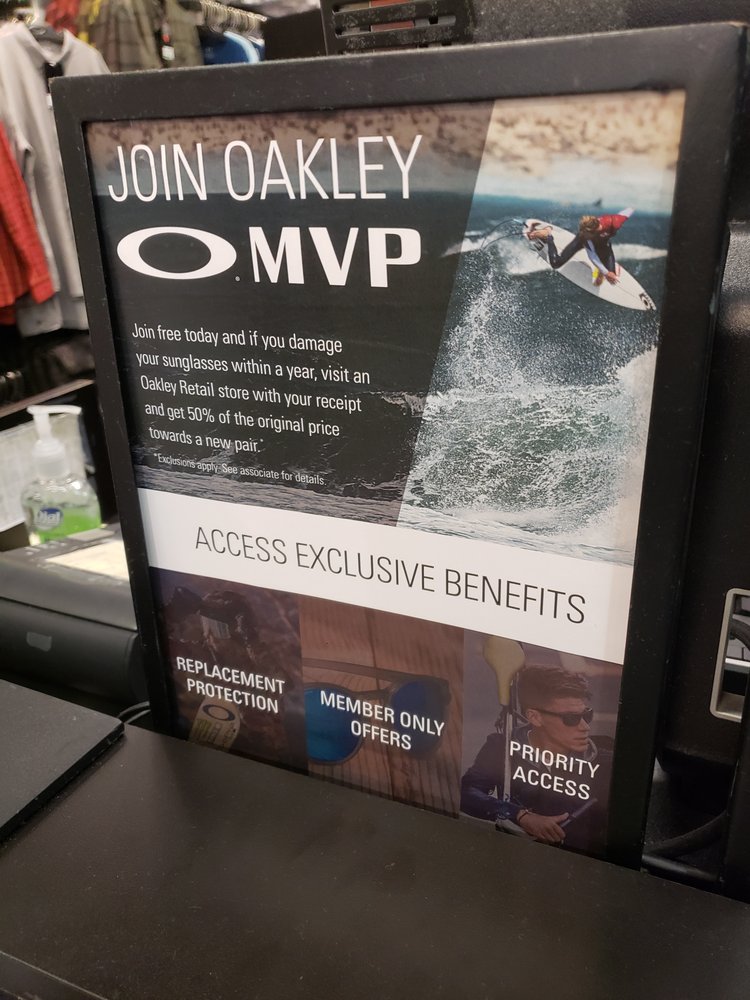 JOIN OAKLEY
MVP
Join free today and if you damage
your sunglasses within a year, visit an
Oakley Retail store with your receipt
and get 50% of the original price
towards a new pair.*
*Exclusions apply. See associate for details.
ACCESS EXCLUSIVE BENEFITS
REPLACEMENT
PROTECTION
MEMBER ONLY
OFFERS
PRIORITY
ACCESS
Dial